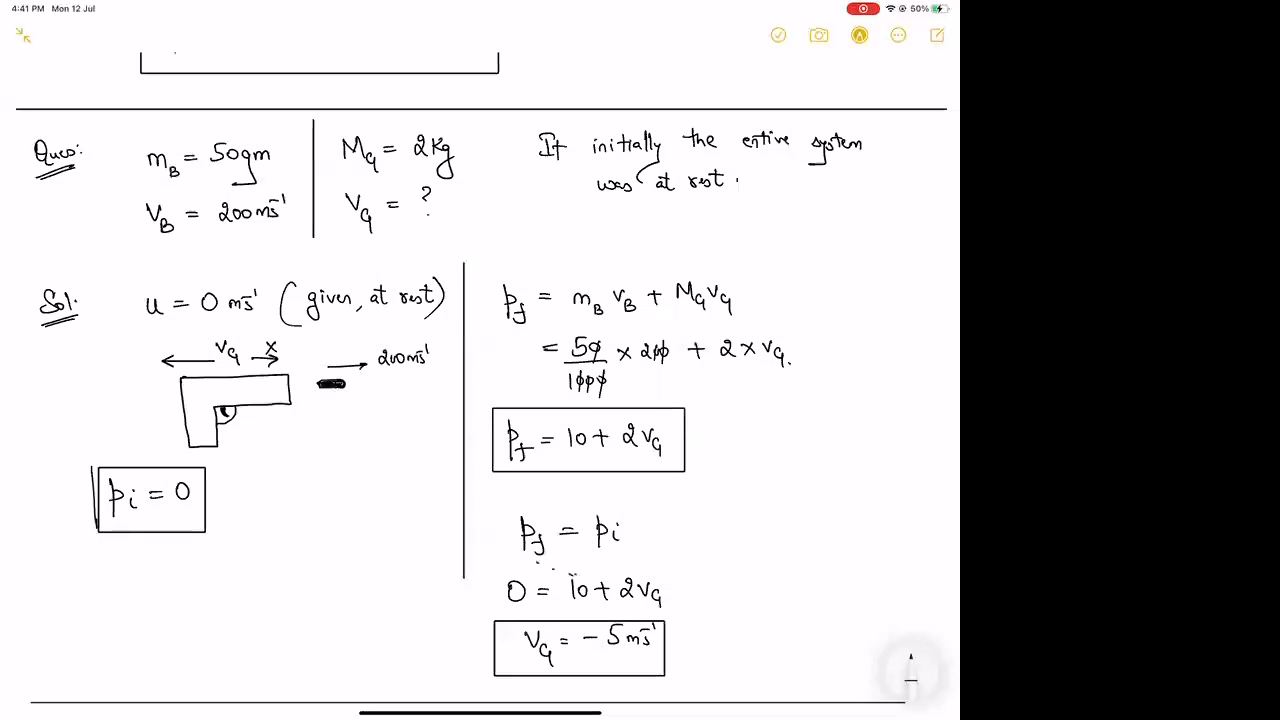 4:41 PM Mon 12 Jul
50%
Ques:
m_B = 50gm
V_B = 200ms⁻¹
M_G = 2Kg
V_G = ?
If initially the entire system
was at rest.
Sol:
u = 0 ms⁻¹ (given, at rest)
V_G x
200ms⁻¹
p_i = 0
p_f = m_B V_B + M_G V_G
= 50/1000 × 200 + 2 × V_G.
p_f = 10 + 2V_G
p_f = p_i
0 = 10 + 2V_G
V_G = - 5 ms⁻¹